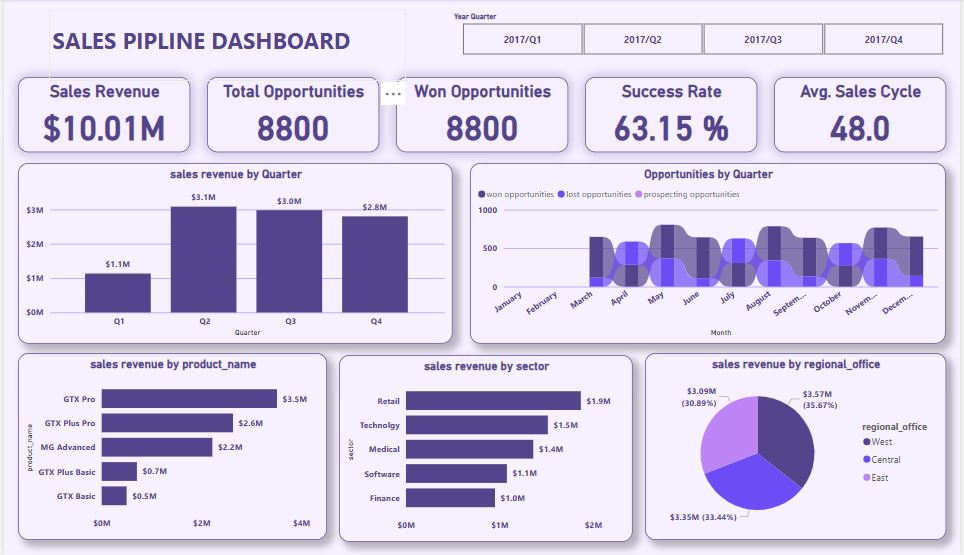 Year Quarter
SALES PIPLINE DASHBOARD
2017/Q1 2017/Q2 2017/Q3 2017/Q4
Sales Revenue
$10.01M
Total Opportunities
8800
Won Opportunities
8800
Success Rate
63.15 %
Avg. Sales Cycle
48.0
sales revenue by Quarter
$3M
$2M
$1M
$0M
$1.1M
$3.1M
$3.0M
$2.8M
Q1 Q2 Q3 Q4
Quarter
Opportunities by Quarter
won opportunities lost opportunities prospecting opportunities
1000
500
0
January February March April May June July August Septem... October Novem... Decem...
Month
sales revenue by product_name
product_name
GTX Pro $3.5M
GTX Plus Pro $2.6M
MG Advanced $2.2M
GTX Plus Basic $0.7M
GTX Basic $0.5M
$0M $2M $4M
sales revenue by sector
sector
Retail $1.9M
Technolgy $1.5M
Medical $1.4M
Software $1.1M
Finance $1.0M
$0M $1M $2M
sales revenue by regional_office
$3.09M
(30.89%)
$3.57M
(35.67%)
$3.35M (33.44%)
regional_office
West
Central
East